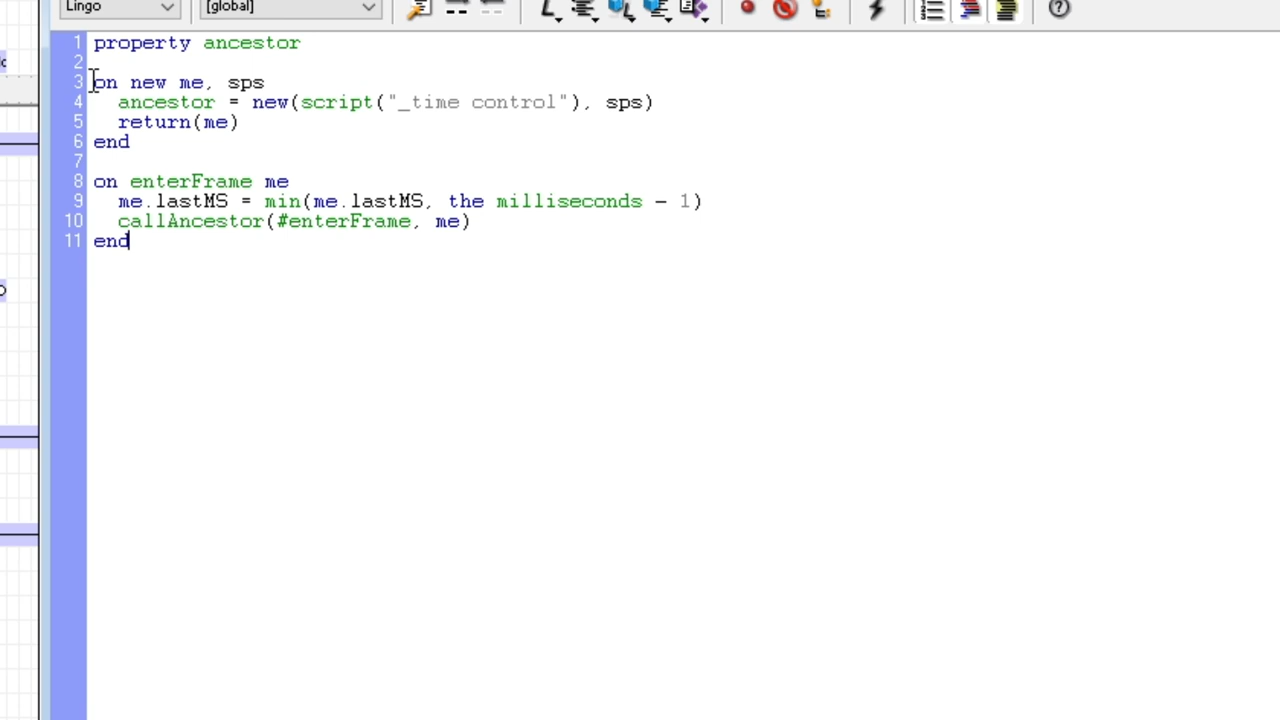 Lingo [global]
1 property ancestor
2
3 on new me, sps
4 ancestor = new(script("_time control"), sps)
5 return(me)
6 end
7
8 on enterFrame me
9 me.lastMS = min(me.lastMS, the milliseconds - 1)
10 callAncestor(#enterFrame, me)
11 end